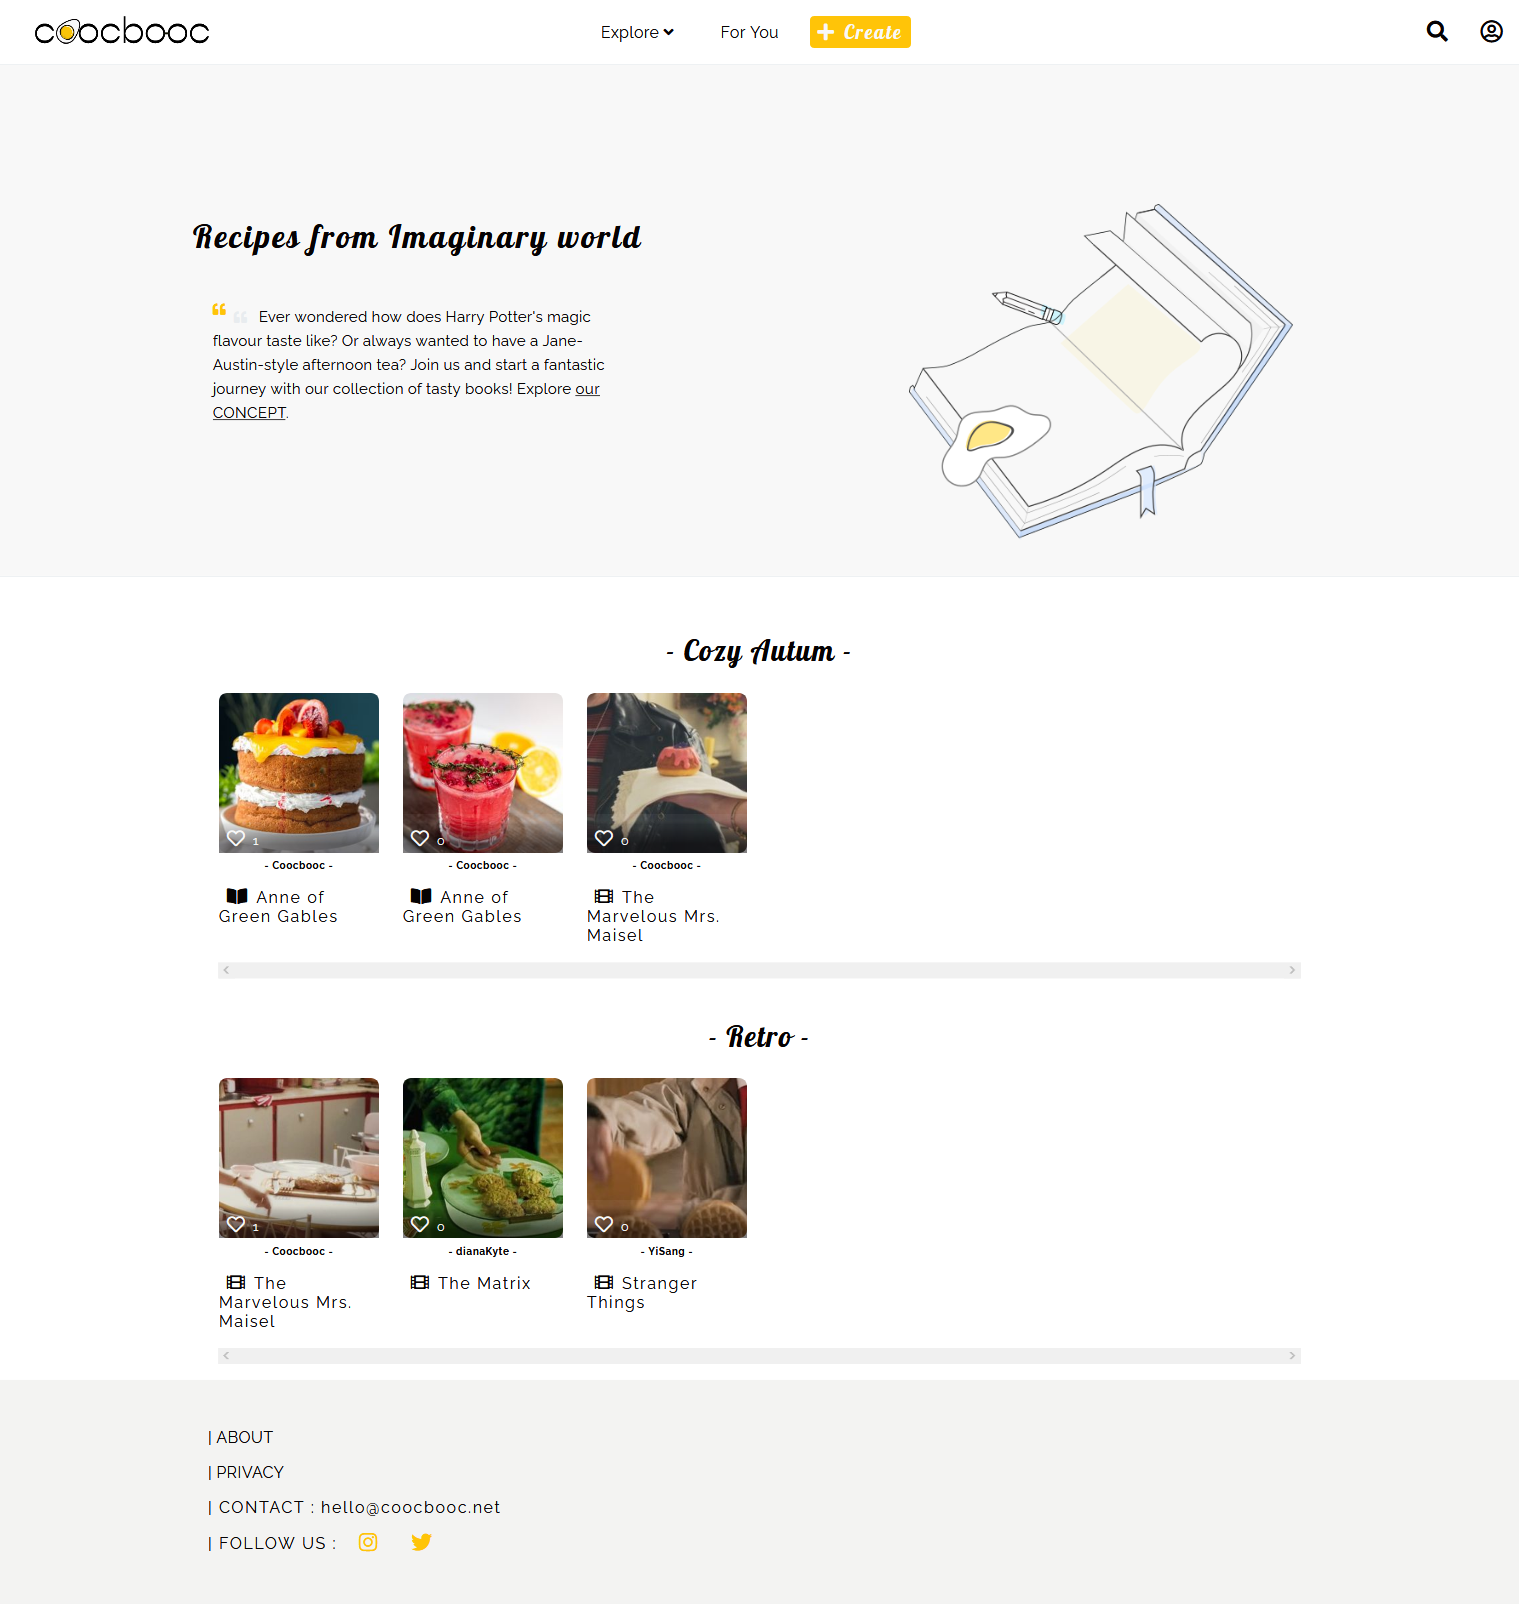 coocbooc
Explore
For You
Create
Recipes from Imaginary world
Ever wondered how does Harry Potter's magic
flavour taste like? Or always wanted to have a Jane-
Austin-style afternoon tea? Join us and start a fantastic
journey with our collection of tasty books! Explore our
CONCEPT.
- Cozy Autum -
1
0
0
- Coocbooc -
- Coocbooc -
- Coocbooc -
Anne of
Green Gables
Anne of
Green Gables
The
Marvelous Mrs.
Maisel
- Retro -
1
0
0
- Coocbooc -
- dianaKyte -
- YiSang -
The
Marvelous Mrs.
Maisel
The Matrix
Stranger
Things
| ABOUT
| PRIVACY
| CONTACT : hello@coocbooc.net
| FOLLOW US :